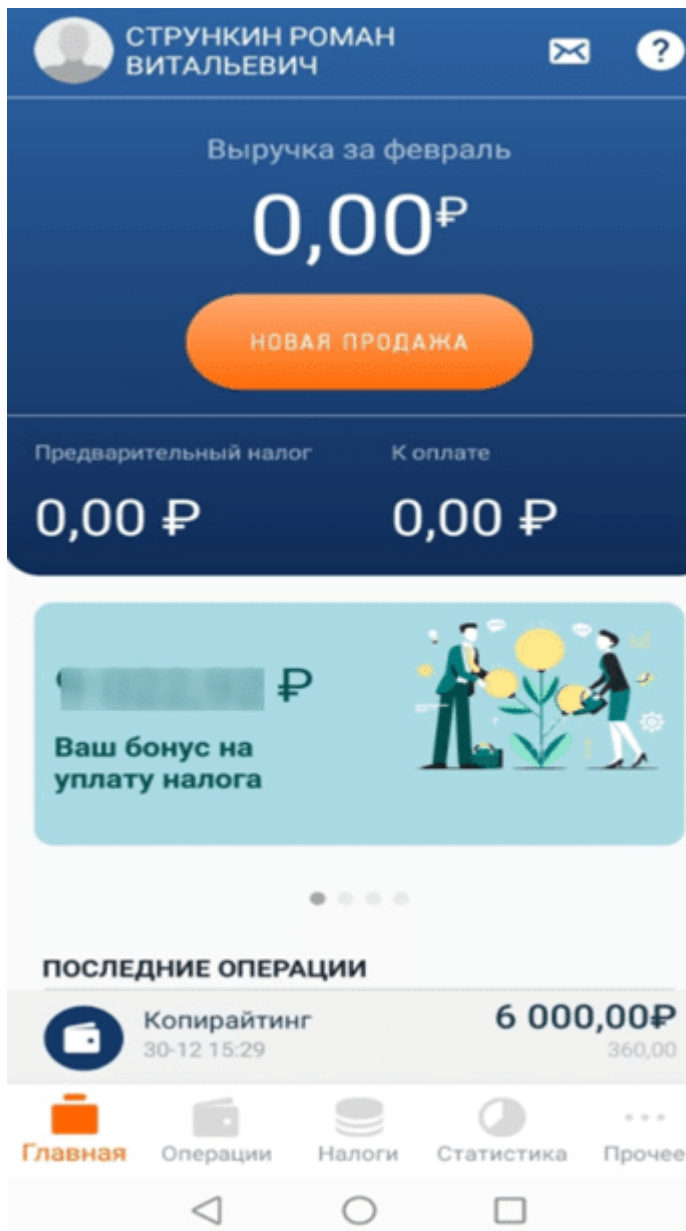 СТРУНКИН РОМАН
ВИТАЛЬЕВИЧ
?
Выручка за февраль
0,00₽
НОВАЯ ПРОДАЖА
Предварительный налог
К оплате
0,00 ₽
0,00 ₽
₽
Ваш бонус на
уплату налога
ПОСЛЕДНИЕ ОПЕРАЦИИ
Копирайтинг
6 000,00₽
30-12 15:29
360,00
Главная
Операции
Налоги
Статистика
Прочее